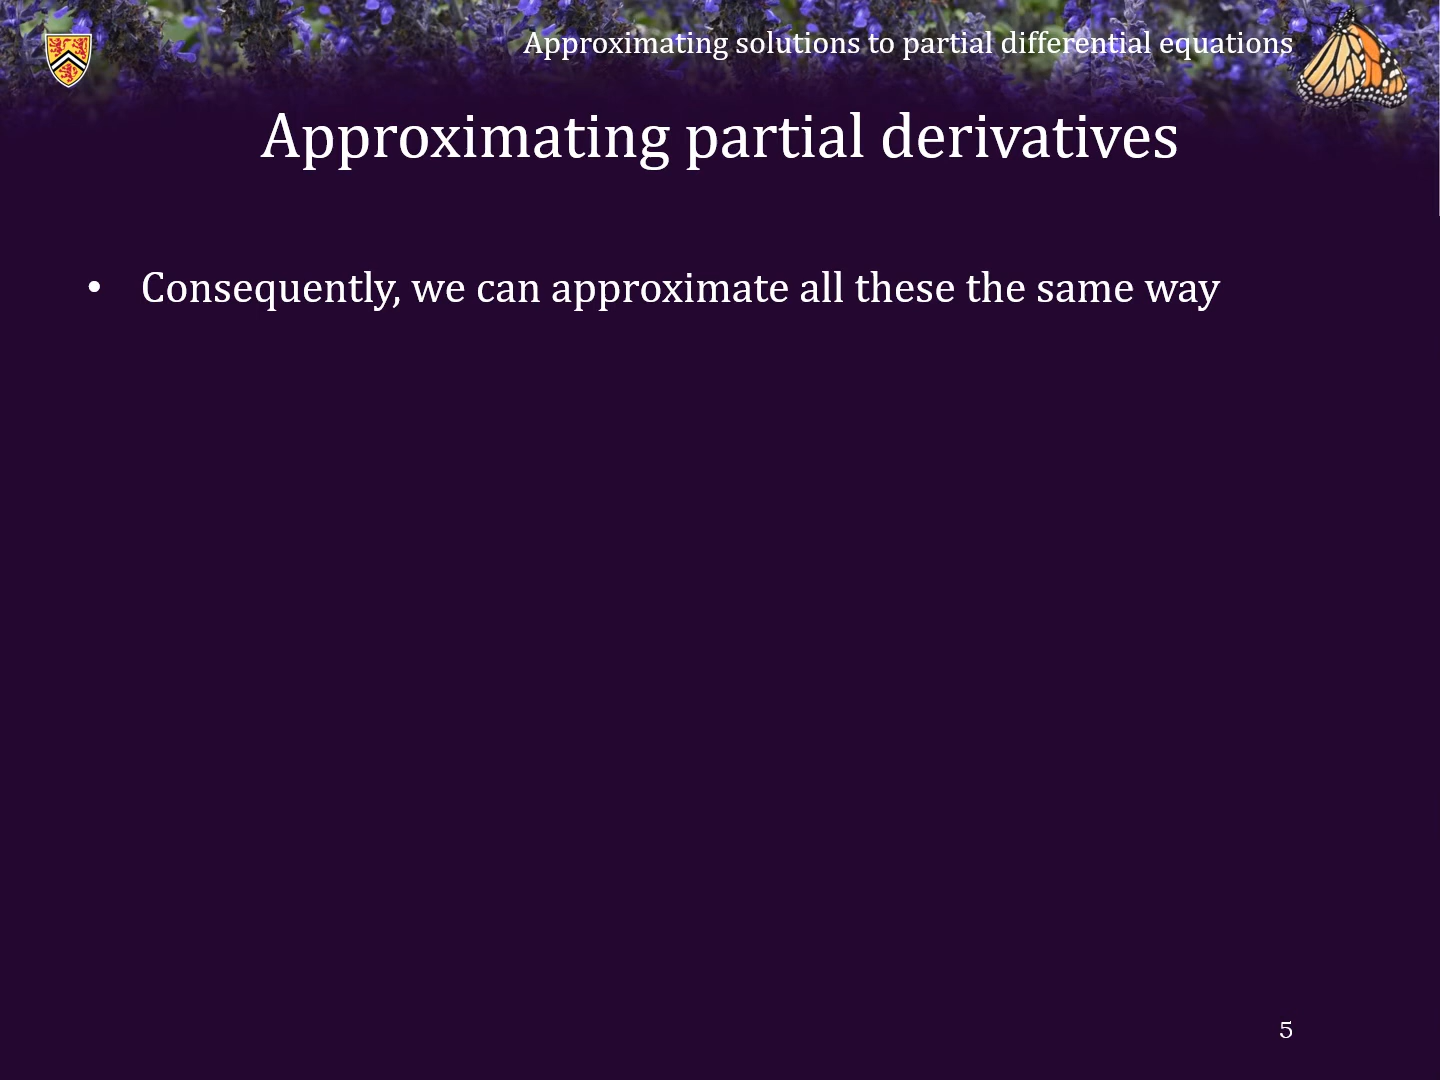 Approximating solutions to partial differential equations
Approximating partial derivatives
• Consequently, we can approximate all these the same way
5